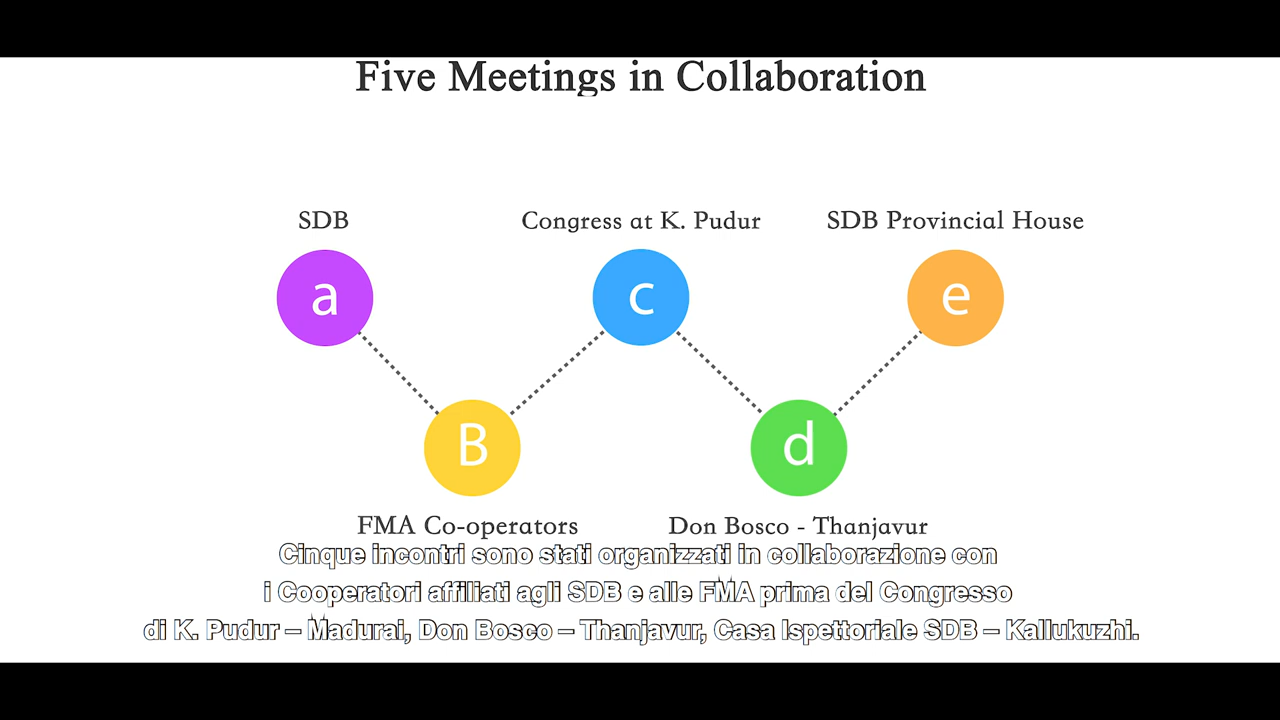 Five Meetings in Collaboration
SDB
Congress at K. Pudur
SDB Provincial House
a
c
e
B
d
FMA Co-operators
Don Bosco - Thanjavur
Cinque incontri sono stati organizzati in collaborazione con
i Cooperatori affiliati agli SDB e alle FMA prima del Congresso
di K. Pudur – Madurai, Don Bosco – Thanjavur, Casa Ispettoriale SDB – Kallukuzhi.